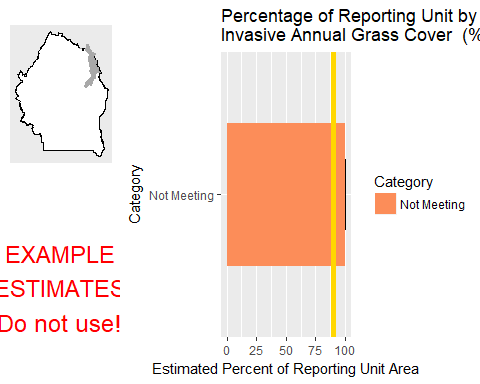 Percentage of Reporting Unit by
Invasive Annual Grass Cover (%
Category
Not Meeting
Category
Not Meeting
EXAMPLE
ESTIMATES
Do not use!
0 25 50 75 100
Estimated Percent of Reporting Unit Area